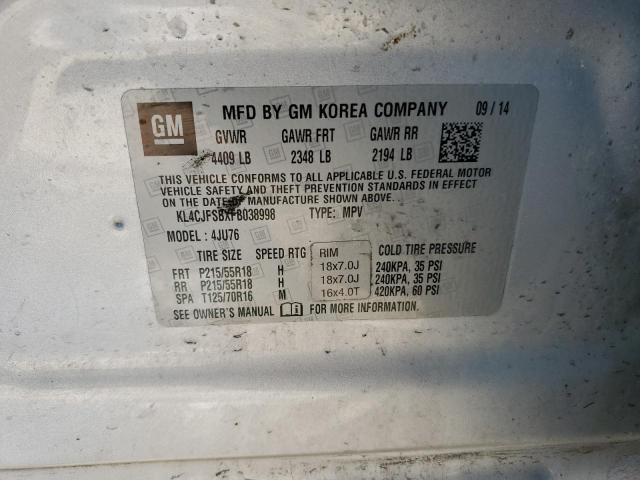 GM
MFD BY GM KOREA COMPANY 09/14
GVWR GAWR FRT GAWR RR
4409 LB 2348 LB 2194 LB
THIS VEHICLE CONFORMS TO ALL APPLICABLE U.S. FEDERAL MOTOR
VEHICLE SAFETY AND THEFT PREVENTION STANDARDS IN EFFECT
ON THE DATE OF MANUFACTURE SHOWN ABOVE.
KL4CJFSBXFB038998 TYPE: MPV
MODEL: 4JU76
TIRE SIZE SPEED RTG RIM COLD TIRE PRESSURE
FRT P215/55R18 H 18x7.0J 240KPA, 35 PSI
RR P215/55R18 H 18x7.0J 240KPA, 35 PSI
SPA T125/70R16 M 16x4.0T 420KPA, 60 PSI
SEE OWNER'S MANUAL FOR MORE INFORMATION.